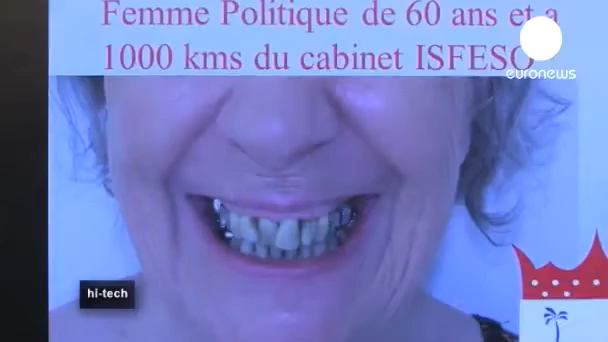 Femme Politique de 60 ans et a
1000 kms du cabinet ISFESO
euronews
hi-tech